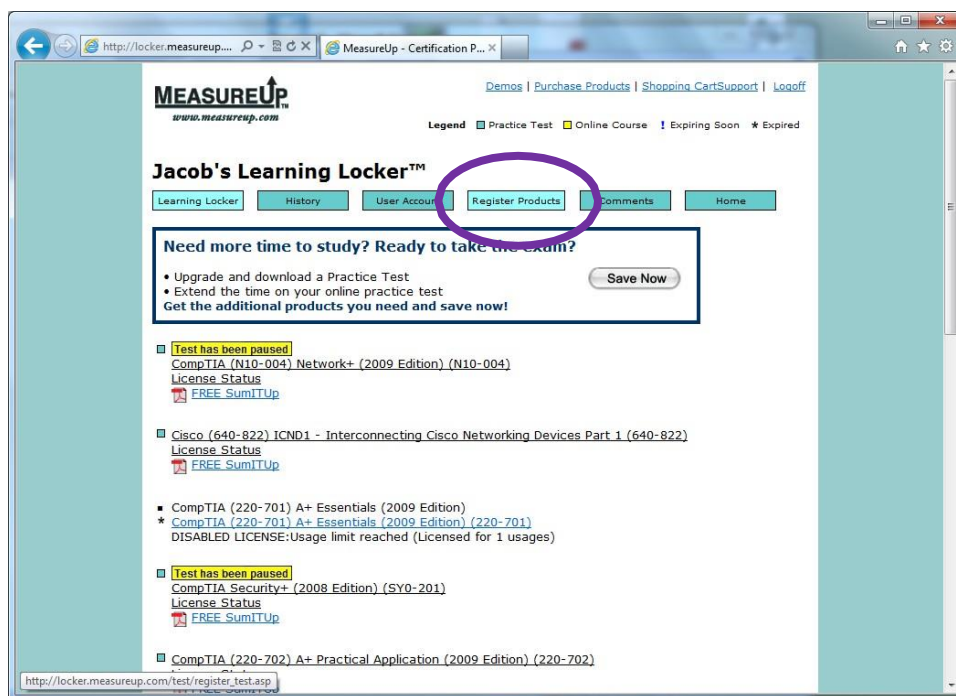 http://locker.measureup....
MeasureUp - Certification P...
MEASUREUP™
www.measureup.com
Demos | Purchase Products | Shopping CartSupport | Logoff
Legend Practice Test Online Course ! Expiring Soon * Expired
Jacob's Learning Locker™
Learning Locker History User Account Register Products Comments Home
Need more time to study? Ready to take the exam?
• Upgrade and download a Practice Test
• Extend the time on your online practice test
Get the additional products you need and save now!
Save Now
Test has been paused
CompTIA (N10-004) Network+ (2009 Edition) (N10-004)
License Status
FREE SumITUp
Cisco (640-822) ICND1 - Interconnecting Cisco Networking Devices Part 1 (640-822)
License Status
FREE SumITUp
CompTIA (220-701) A+ Essentials (2009 Edition)
* CompTIA (220-701) A+ Essentials (2009 Edition) (220-701)
DISABLED LICENSE:Usage limit reached (Licensed for 1 usages)
Test has been paused
CompTIA Security+ (2008 Edition) (SY0-201)
License Status
FREE SumITUp
CompTIA (220-702) A+ Practical Application (2009 Edition) (220-702)
http://locker.measureup.com/test/register_test.asp